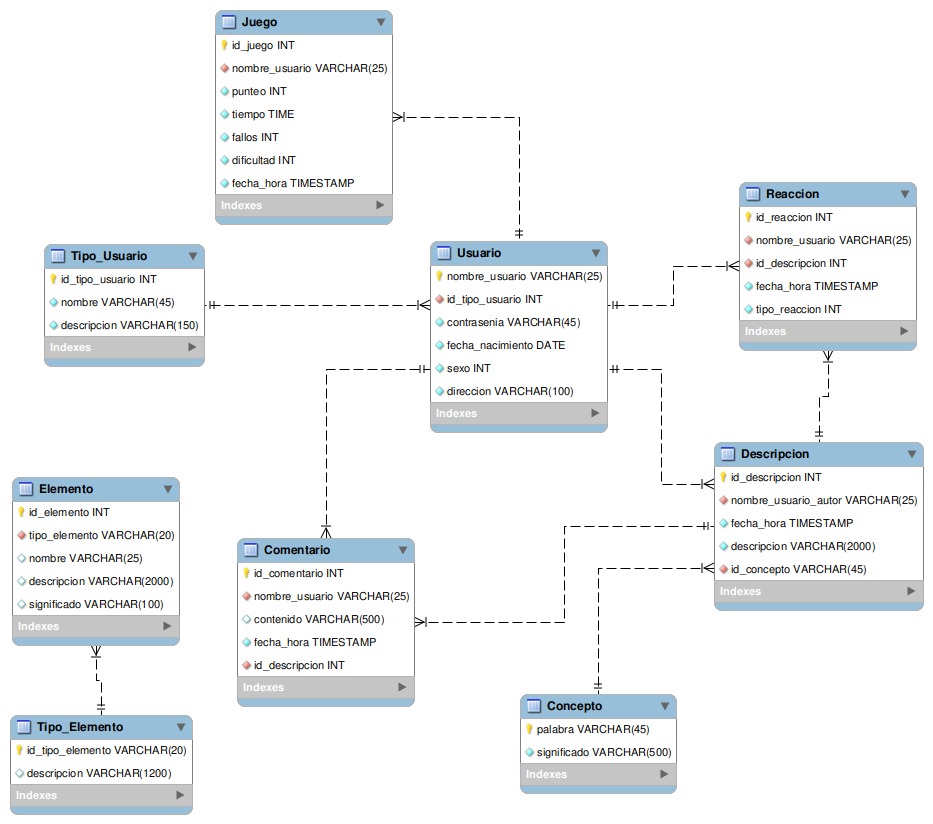 Juego
id_juego INT
nombre_usuario VARCHAR(25)
punteo INT
tiempo TIME
fallos INT
dificultad INT
fecha_hora TIMESTAMP
Indexes
Reaccion
id_reaccion INT
nombre_usuario VARCHAR(25)
id_descripcion INT
fecha_hora TIMESTAMP
tipo_reaccion INT
Indexes
Tipo_Usuario
id_tipo_usuario INT
nombre VARCHAR(45)
descripcion VARCHAR(150)
Indexes
Usuario
nombre_usuario VARCHAR(25)
id_tipo_usuario INT
contrasenia VARCHAR(45)
fecha_nacimiento DATE
sexo INT
direccion VARCHAR(100)
Indexes
Descripcion
id_descripcion INT
nombre_usuario_autor VARCHAR(25)
fecha_hora TIMESTAMP
descripcion VARCHAR(2000)
id_concepto VARCHAR(45)
Indexes
Elemento
id_elemento INT
tipo_elemento VARCHAR(20)
nombre VARCHAR(25)
descripcion VARCHAR(2000)
significado VARCHAR(100)
Indexes
Comentario
id_comentario INT
nombre_usuario VARCHAR(25)
contenido VARCHAR(500)
fecha_hora TIMESTAMP
id_descripcion INT
Indexes
Concepto
palabra VARCHAR(45)
significado VARCHAR(500)
Indexes
Tipo_Elemento
id_tipo_elemento VARCHAR(20)
descripcion VARCHAR(1200)
Indexes